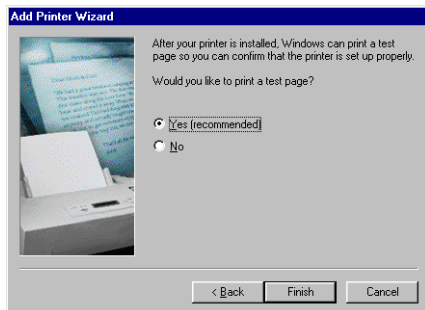 Add Printer Wizard
After your printer is installed, Windows can print a test
page so you can confirm that the printer is set up properly.
Would you like to print a test page?
Yes (recommended)
No
< Back
Finish
Cancel